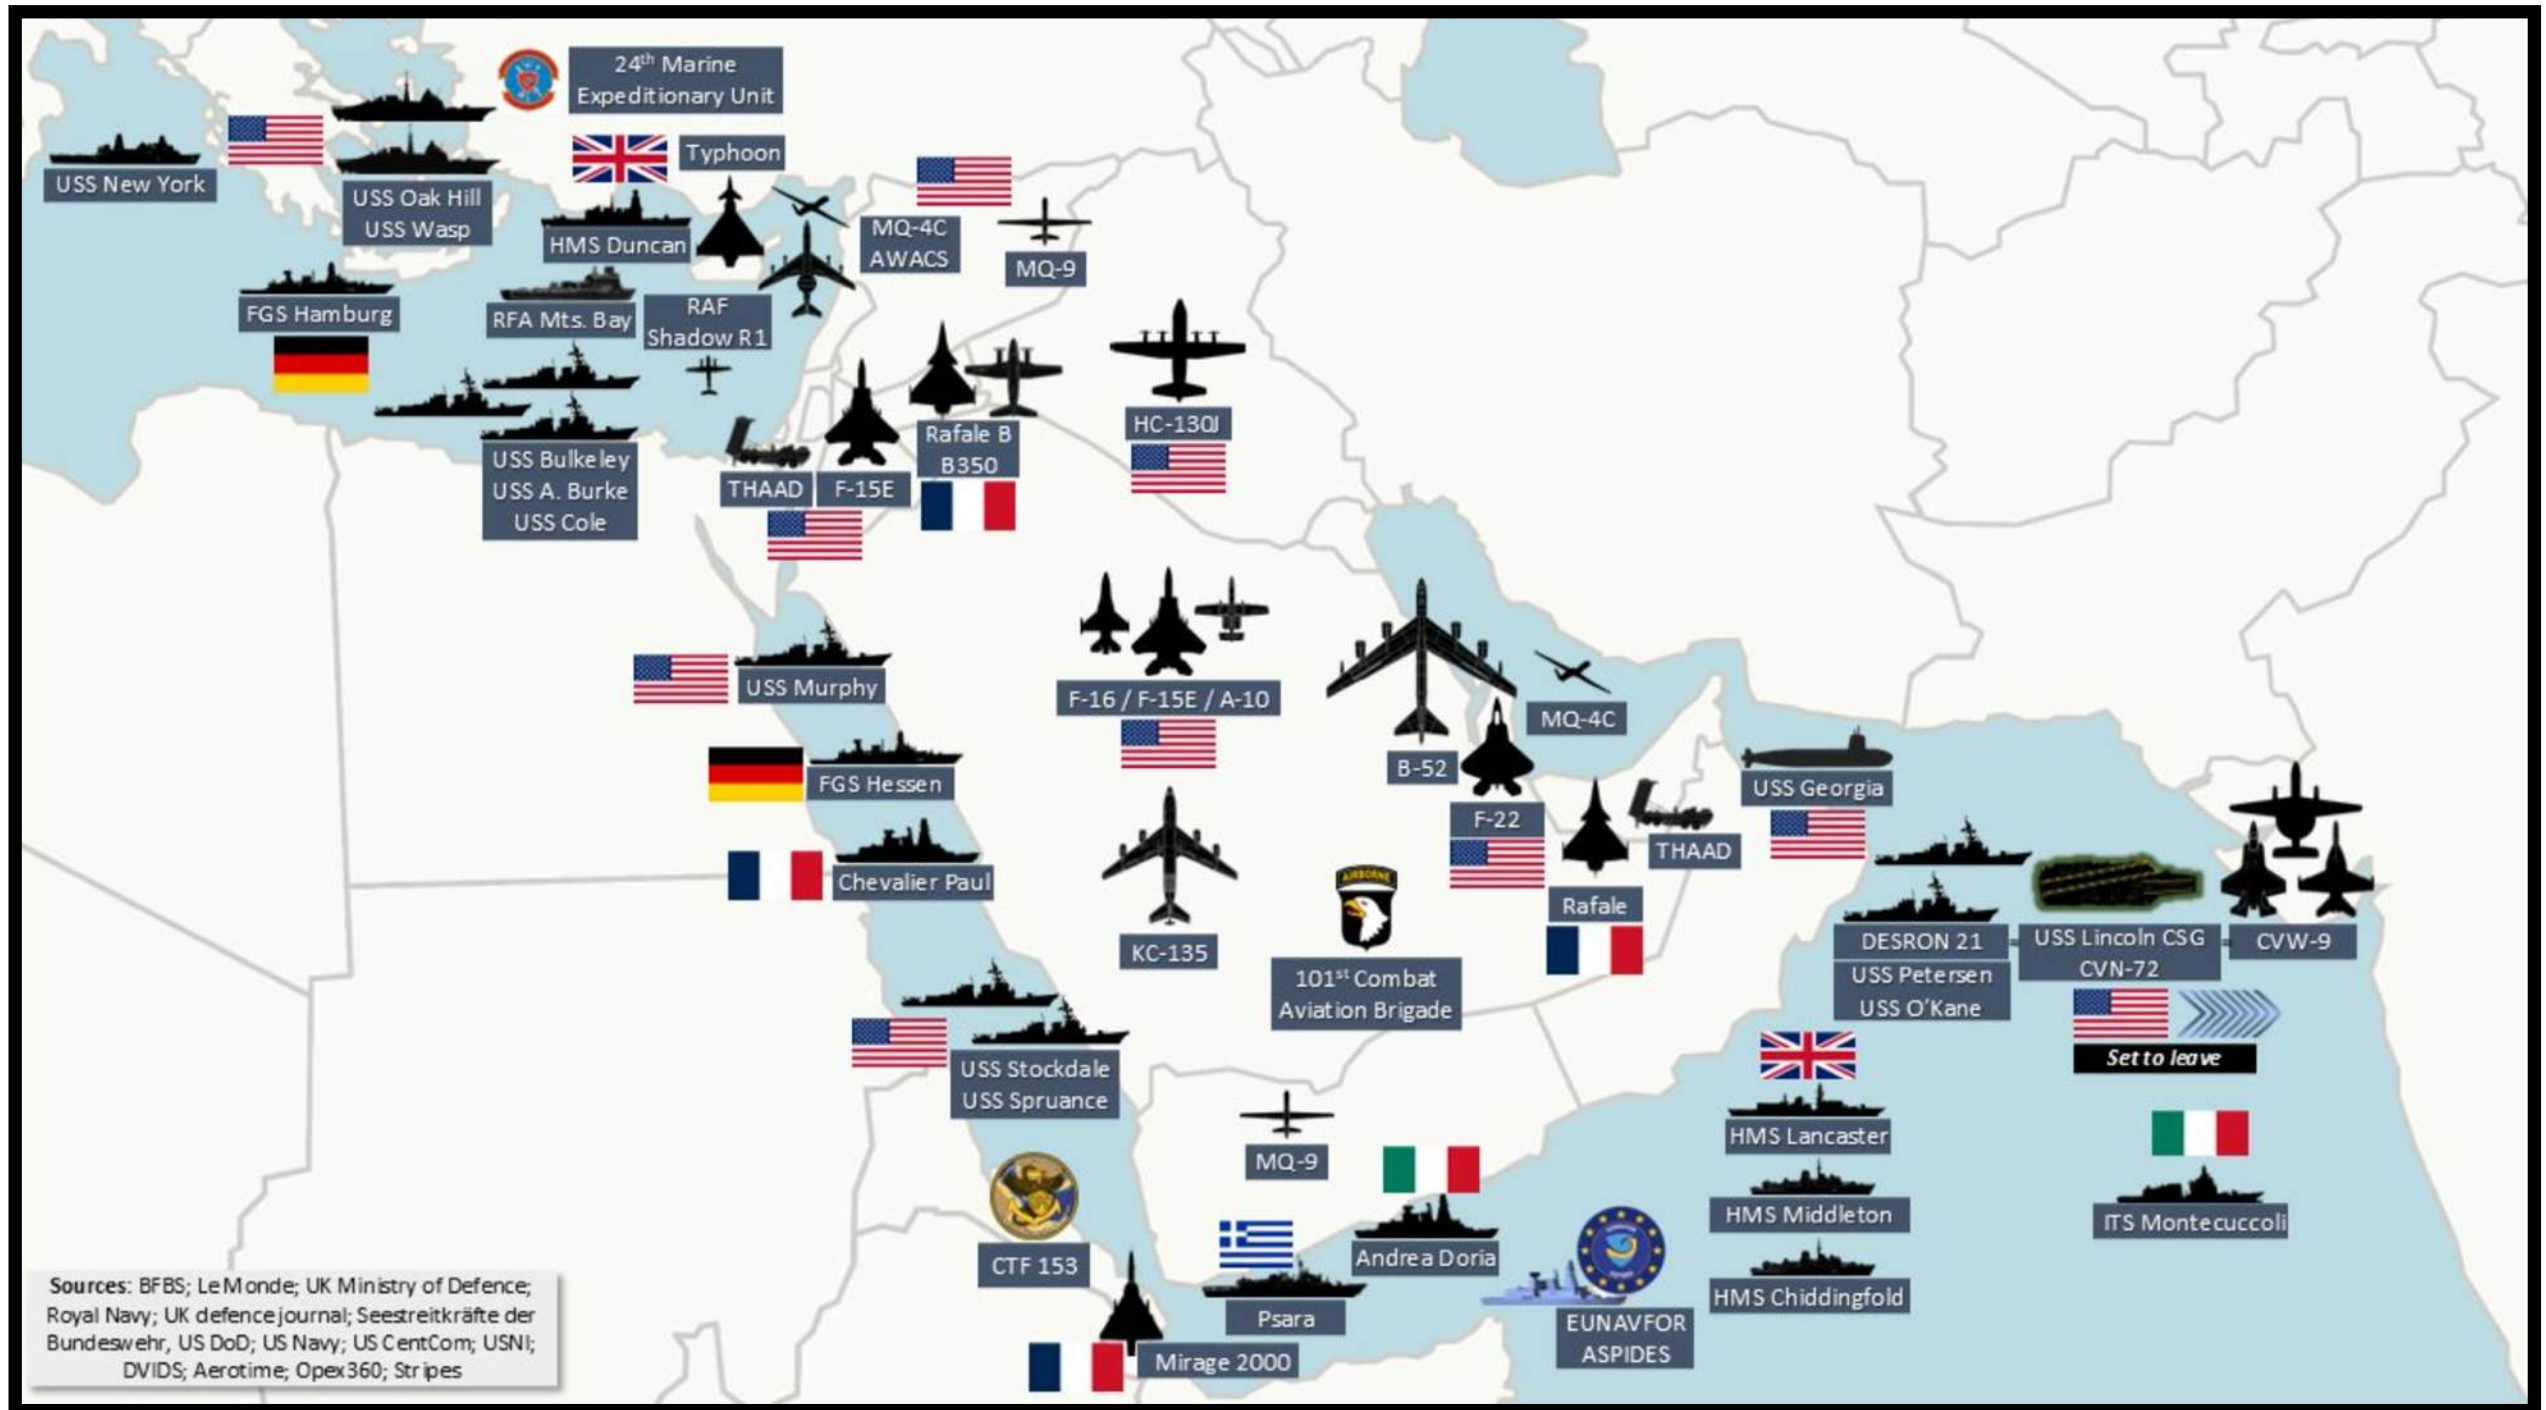 24th Marine
Expeditionary Unit
USS New York
USS Oak Hill
USS Wasp
Typhoon
HMS Duncan
MQ-4C
AWACS
MQ-9
FGS Hamburg
RFA Mts. Bay
RAF
Shadow R1
USS Bulkeley
USS A. Burke
USS Cole
THAAD
F-15E
Rafale B
B350
HC-130J
USS Murphy
F-16 / F-15E / A-10
MQ-4C
B-52
FGS Hessen
F-22
USS Georgia
THAAD
Chevalier Paul
Rafale
KC-135
AIRBORNE
101st Combat
Aviation Brigade
DESRON 21
USS Petersen
USS O’Kane
USS Lincoln CSG
CVN-72
CVW-9
Set to leave
USS Stockdale
USS Spruance
HMS Lancaster
MQ-9
HMS Middleton
ITS Montecuccoli
CTF 153
Andrea Doria
HMS Chiddingfold
Psara
EUNAVFOR
ASPIDES
Mirage 2000
Sources: BFBS; Le Monde; UK Ministry of Defence;
Royal Navy; UK defence journal; Seestreitkräfte der
Bundeswehr, US DoD; US Navy; US CentCom; USNI;
DVIDS; Aerotime; Opex360; Stripes